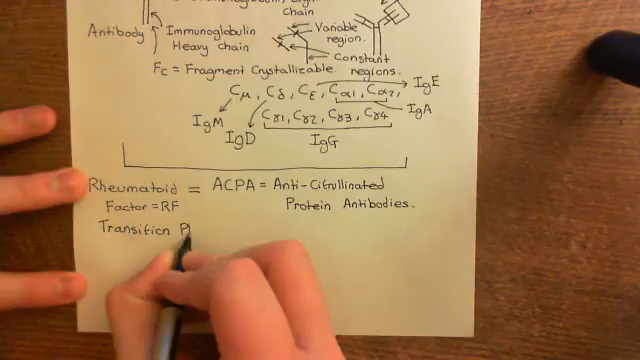 Chain
Antibody
Immunoglobulin
Heavy chain
Variable
region.
Constant
regions.
Fc = Fragment Crystallizable
Cμ, Cδ, Cε, Cα1, Cα2,
IgE
IgA
IgM
IgD
Cγ1, Cγ2, Cγ3, Cγ4
IgG
Rheumatoid = ACPA = Anti-Citrullinated
Factor = RF
Protein Antibodies.
Transition P